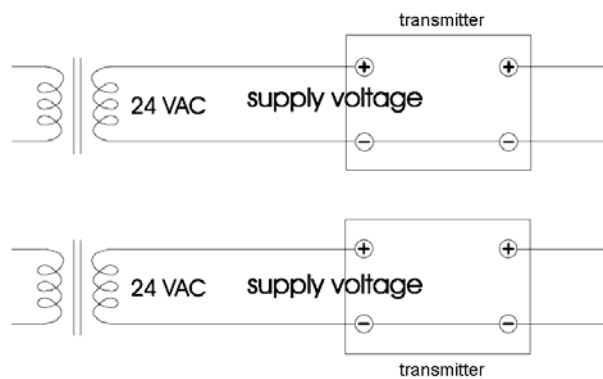 transmitter
+ +
24 VAC supply voltage
− −
+ +
24 VAC supply voltage
− −
transmitter